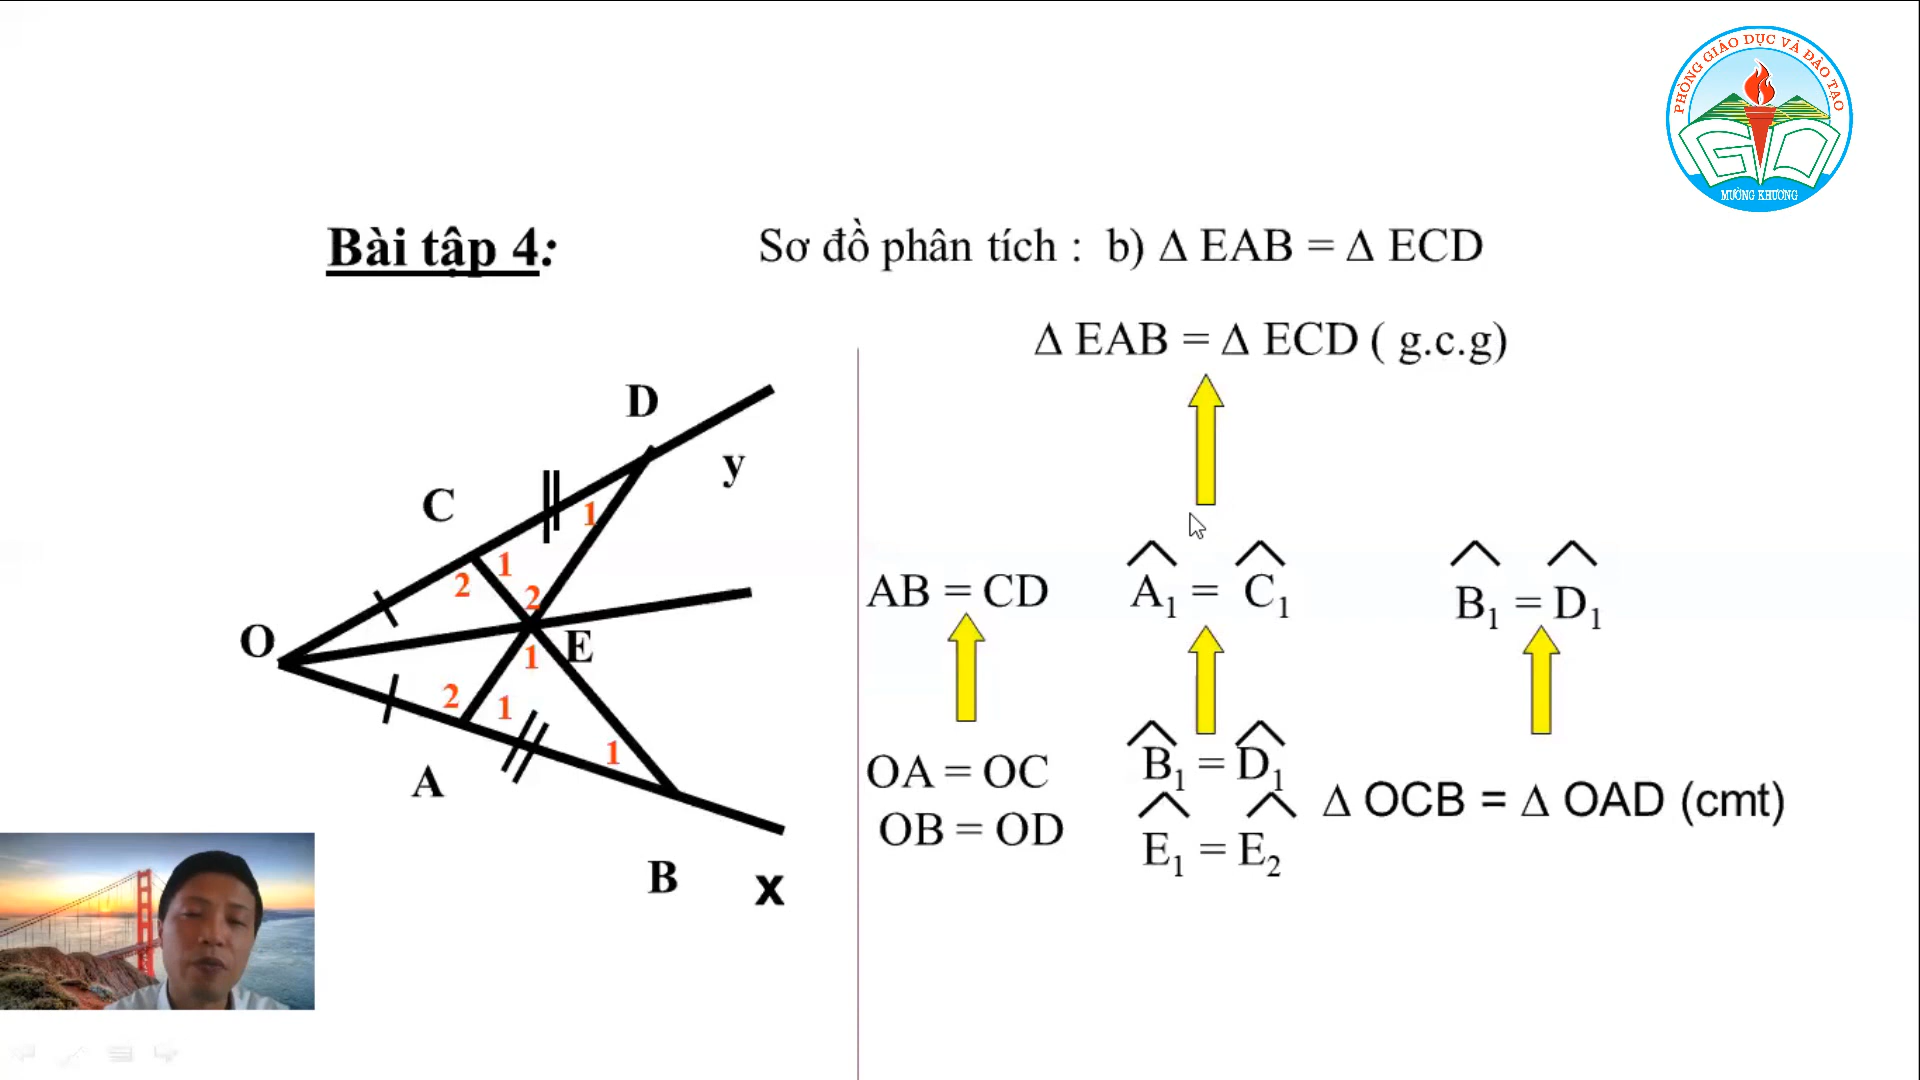 PHÒNG GIÁO DỤC VÀ ĐÀO TẠO
GD
MƯỜNG KHƯƠNG
Bài tập 4:
Sơ đồ phân tích : b) Δ EAB = Δ ECD
Δ EAB = Δ ECD ( g.c.g)
D
y
C
1
1
2
2
O
E
1
2
1
1
A
B
x
AB = CD
A₁ = C₁
B₁ = D₁
OA = OC
OB = OD
B₁ = D₁
E₁ = E₂
Δ OCB = Δ OAD (cmt)